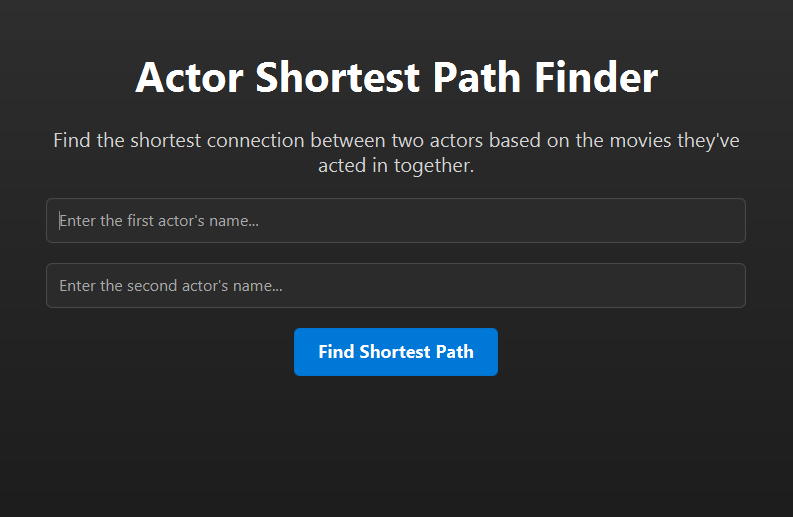 Actor Shortest Path Finder
Find the shortest connection between two actors based on the movies they've
acted in together.
Enter the first actor's name...
Enter the second actor's name...
Find Shortest Path